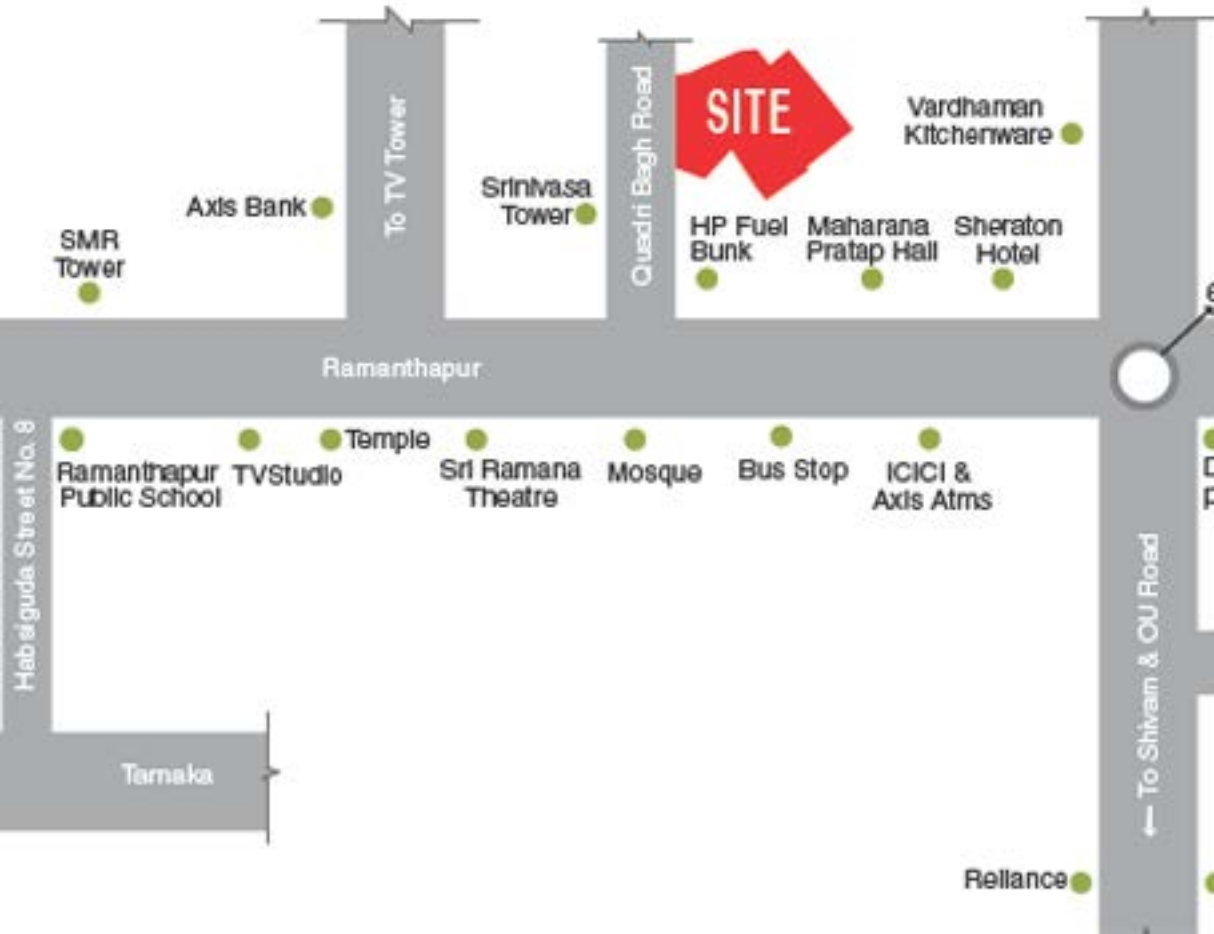 To TV Tower
Quadri Bagh Road
SITE
Vardhaman
Kitchenware
Axis Bank
Srinivasa
Tower
SMR
Tower
HP Fuel
Bunk
Maharana
Pratap Hall
Sheraton
Hotel
Ramanthapur
Habsiguda Street No. 8
Ramanthapur
Public School
TVStudio
Temple
Sri Ramana
Theatre
Mosque
Bus Stop
ICICI &
Axis Atms
← To Shivam & OU Road
Tarnaka
Reliance